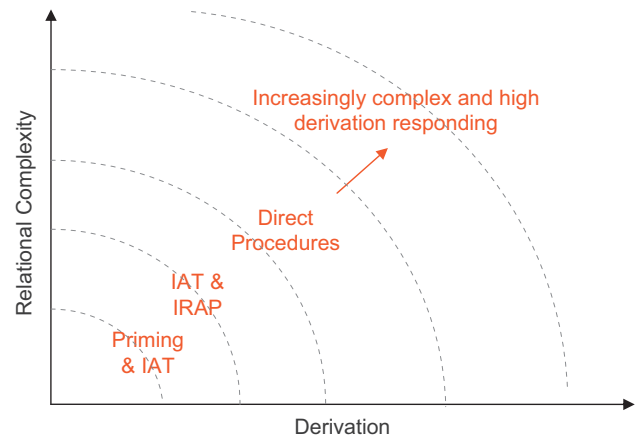 Increasingly complex and high
derivation responding
Relational Complexity
Direct
Procedures
IAT &
IRAP
Priming
& IAT
Derivation